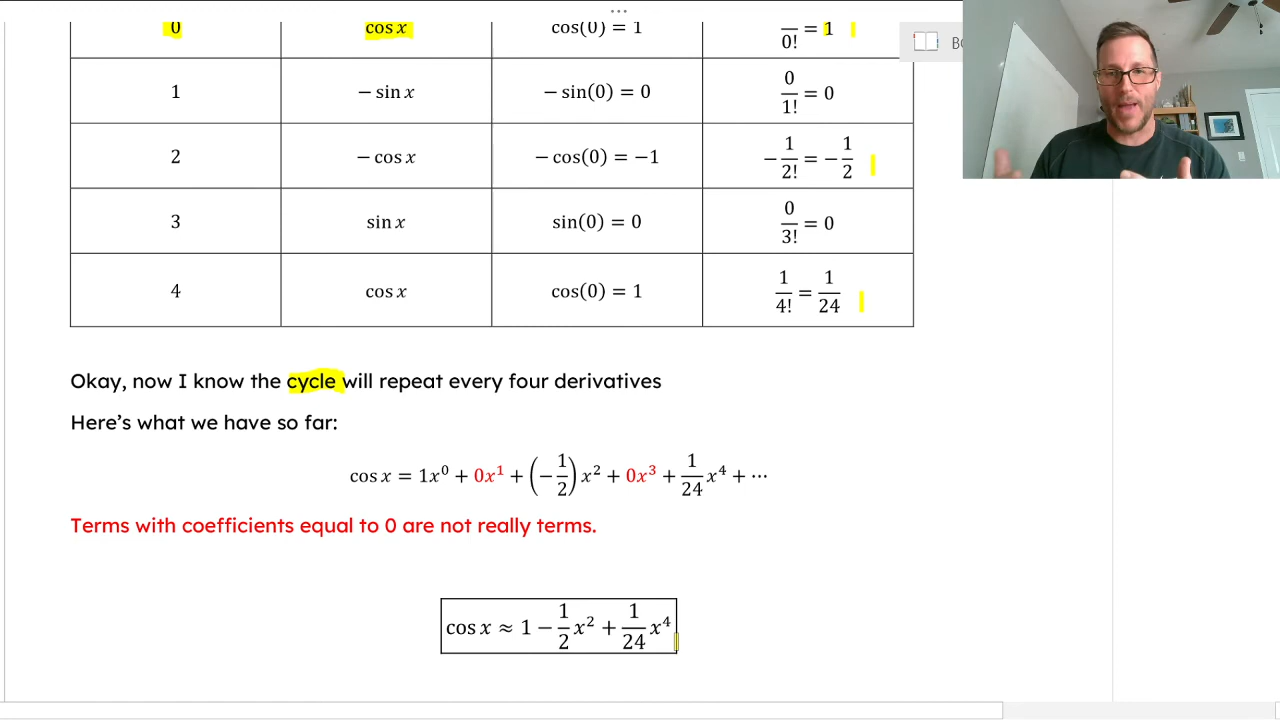 0 cos x cos(0) = 1 /0! = 1
BC
1 − sin x − sin(0) = 0 0/1! = 0
2 − cos x − cos(0) = −1 −1/2! = −1/2
3 sin x sin(0) = 0 0/3! = 0
4 cos x cos(0) = 1 1/4! = 1/24
Okay, now I know the cycle will repeat every four derivatives
Here’s what we have so far:
cos x = 1x⁰ + 0x¹ + (−1/2)x² + 0x³ + 1/24 x⁴ + ⋯
Terms with coefficients equal to 0 are not really terms.
cos x ≈ 1 − 1/2 x² + 1/24 x⁴